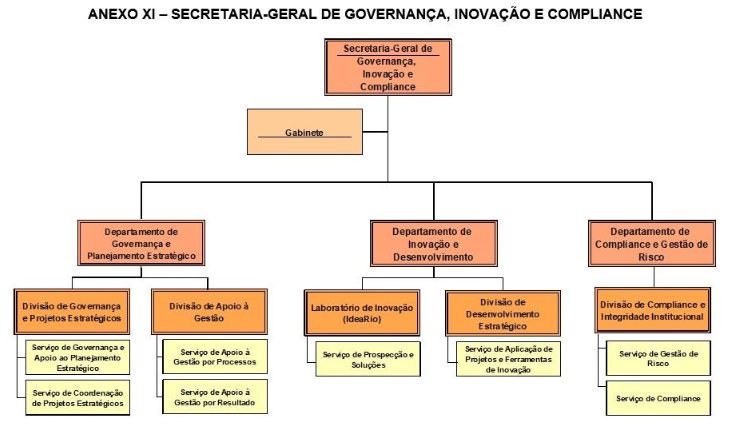 ANEXO XI – SECRETARIA-GERAL DE GOVERNANÇA, INOVAÇÃO E COMPLIANCE
Secretaria-Geral de
Governança,
Inovação e
Compliance
Gabinete
Departamento de
Governança e
Planejamento Estratégico
Departamento de
Inovação e
Desenvolvimento
Departamento de
Compliance e Gestão de
Risco
Divisão de Governança
e Projetos Estratégicos
Divisão de Apoio à
Gestão
Laboratório de Inovação
(IdeaRio)
Divisão de
Desenvolvimento
Estratégico
Divisão de Compliance e
Integridade Institucional
Serviço de Governança e
Apoio ao Planejamento
Estratégico
Serviço de Apoio à
Gestão por Processos
Serviço de Prospecção e
Soluções
Serviço de Aplicação de
Projetos e Ferramentas
de Inovação
Serviço de Gestão de
Risco
Serviço de Coordenação
de Projetos Estratégicos
Serviço de Apoio à
Gestão por Resultado
Serviço de Compliance